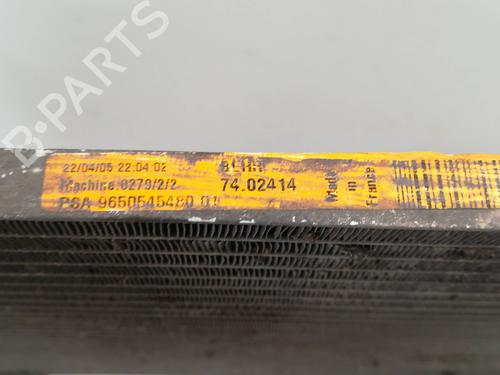 B-PARTS
22/04/05 22 04 02
BEHR
Machine 8279/2/2
74.02414
PSA 9650545480 01
Made
in
France